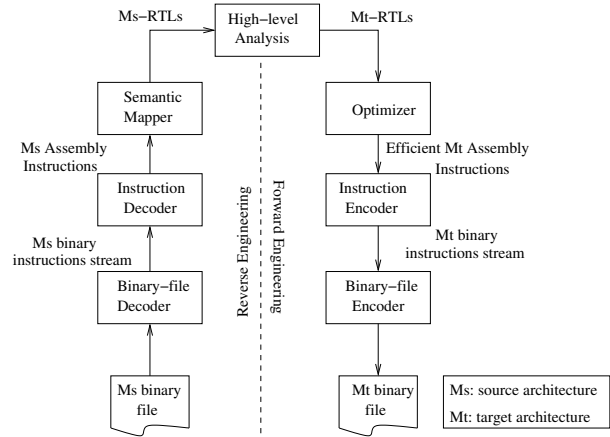 Ms−RTLs
High−level
Analysis
Mt−RTLs
Semantic
Mapper
Optimizer
Ms Assembly
Instructions
Efficient Mt Assembly
Instructions
Instruction
Decoder
Reverse Engineering
Forward Engineering
Instruction
Encoder
Ms binary
instructions stream
Mt binary
instructions stream
Binary−file
Decoder
Binary−file
Encoder
Ms binary
file
Mt binary
file
Ms: source architecture
Mt: target architecture